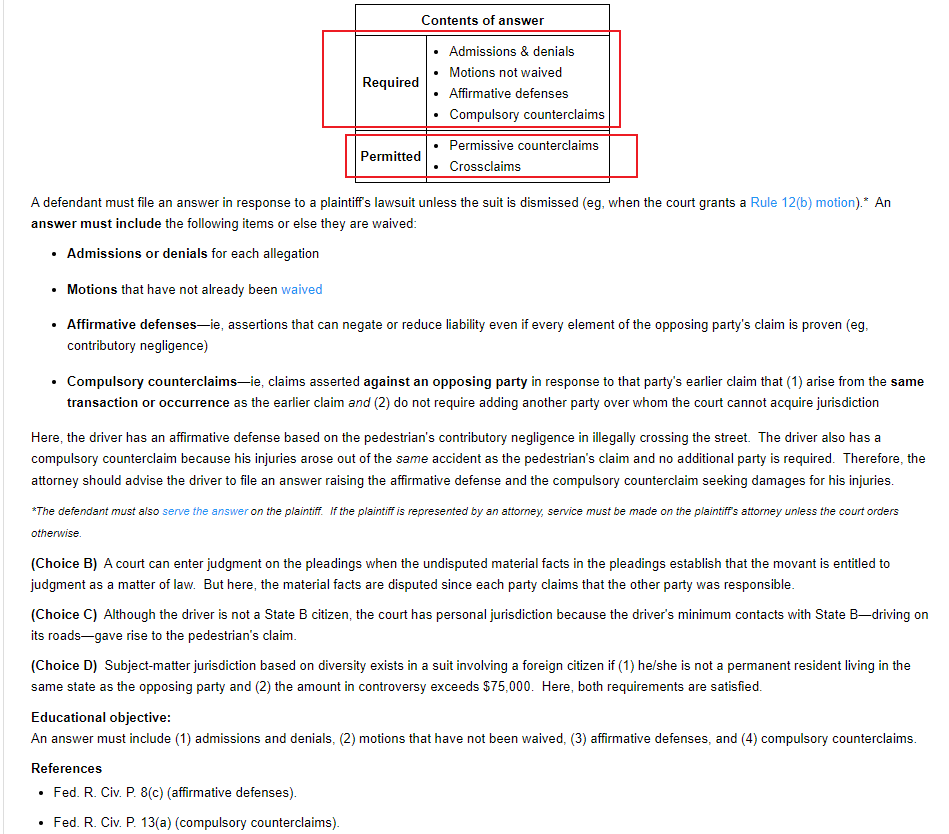 Contents of answer
Required
• Admissions & denials
• Motions not waived
• Affirmative defenses
• Compulsory counterclaims
Permitted
• Permissive counterclaims
• Crossclaims
A defendant must file an answer in response to a plaintiff's lawsuit unless the suit is dismissed (eg, when the court grants a Rule 12(b) motion).* An
answer must include the following items or else they are waived:
• Admissions or denials for each allegation
• Motions that have not already been waived
• Affirmative defenses—ie, assertions that can negate or reduce liability even if every element of the opposing party's claim is proven (eg,
contributory negligence)
• Compulsory counterclaims—ie, claims asserted against an opposing party in response to that party's earlier claim that (1) arise from the same
transaction or occurrence as the earlier claim and (2) do not require adding another party over whom the court cannot acquire jurisdiction
Here, the driver has an affirmative defense based on the pedestrian's contributory negligence in illegally crossing the street. The driver also has a
compulsory counterclaim because his injuries arose out of the same accident as the pedestrian's claim and no additional party is required. Therefore, the
attorney should advise the driver to file an answer raising the affirmative defense and the compulsory counterclaim seeking damages for his injuries.
*The defendant must also serve the answer on the plaintiff. If the plaintiff is represented by an attorney, service must be made on the plaintiff's attorney unless the court orders
otherwise.
(Choice B) A court can enter judgment on the pleadings when the undisputed material facts in the pleadings establish that the movant is entitled to
judgment as a matter of law. But here, the material facts are disputed since each party claims that the other party was responsible.
(Choice C) Although the driver is not a State B citizen, the court has personal jurisdiction because the driver's minimum contacts with State B—driving on
its roads—gave rise to the pedestrian's claim.
(Choice D) Subject-matter jurisdiction based on diversity exists in a suit involving a foreign citizen if (1) he/she is not a permanent resident living in the
same state as the opposing party and (2) the amount in controversy exceeds $75,000. Here, both requirements are satisfied.
Educational objective:
An answer must include (1) admissions and denials, (2) motions that have not been waived, (3) affirmative defenses, and (4) compulsory counterclaims.
References
• Fed. R. Civ. P. 8(c) (affirmative defenses).
• Fed. R. Civ. P. 13(a) (compulsory counterclaims).